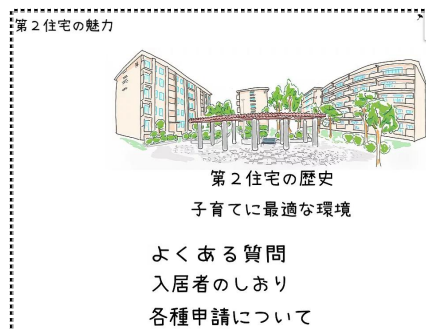 第２住宅の魅力
第２住宅の歴史
子育てに最適な環境
よくある質問
入居者のしおり
各種申請について